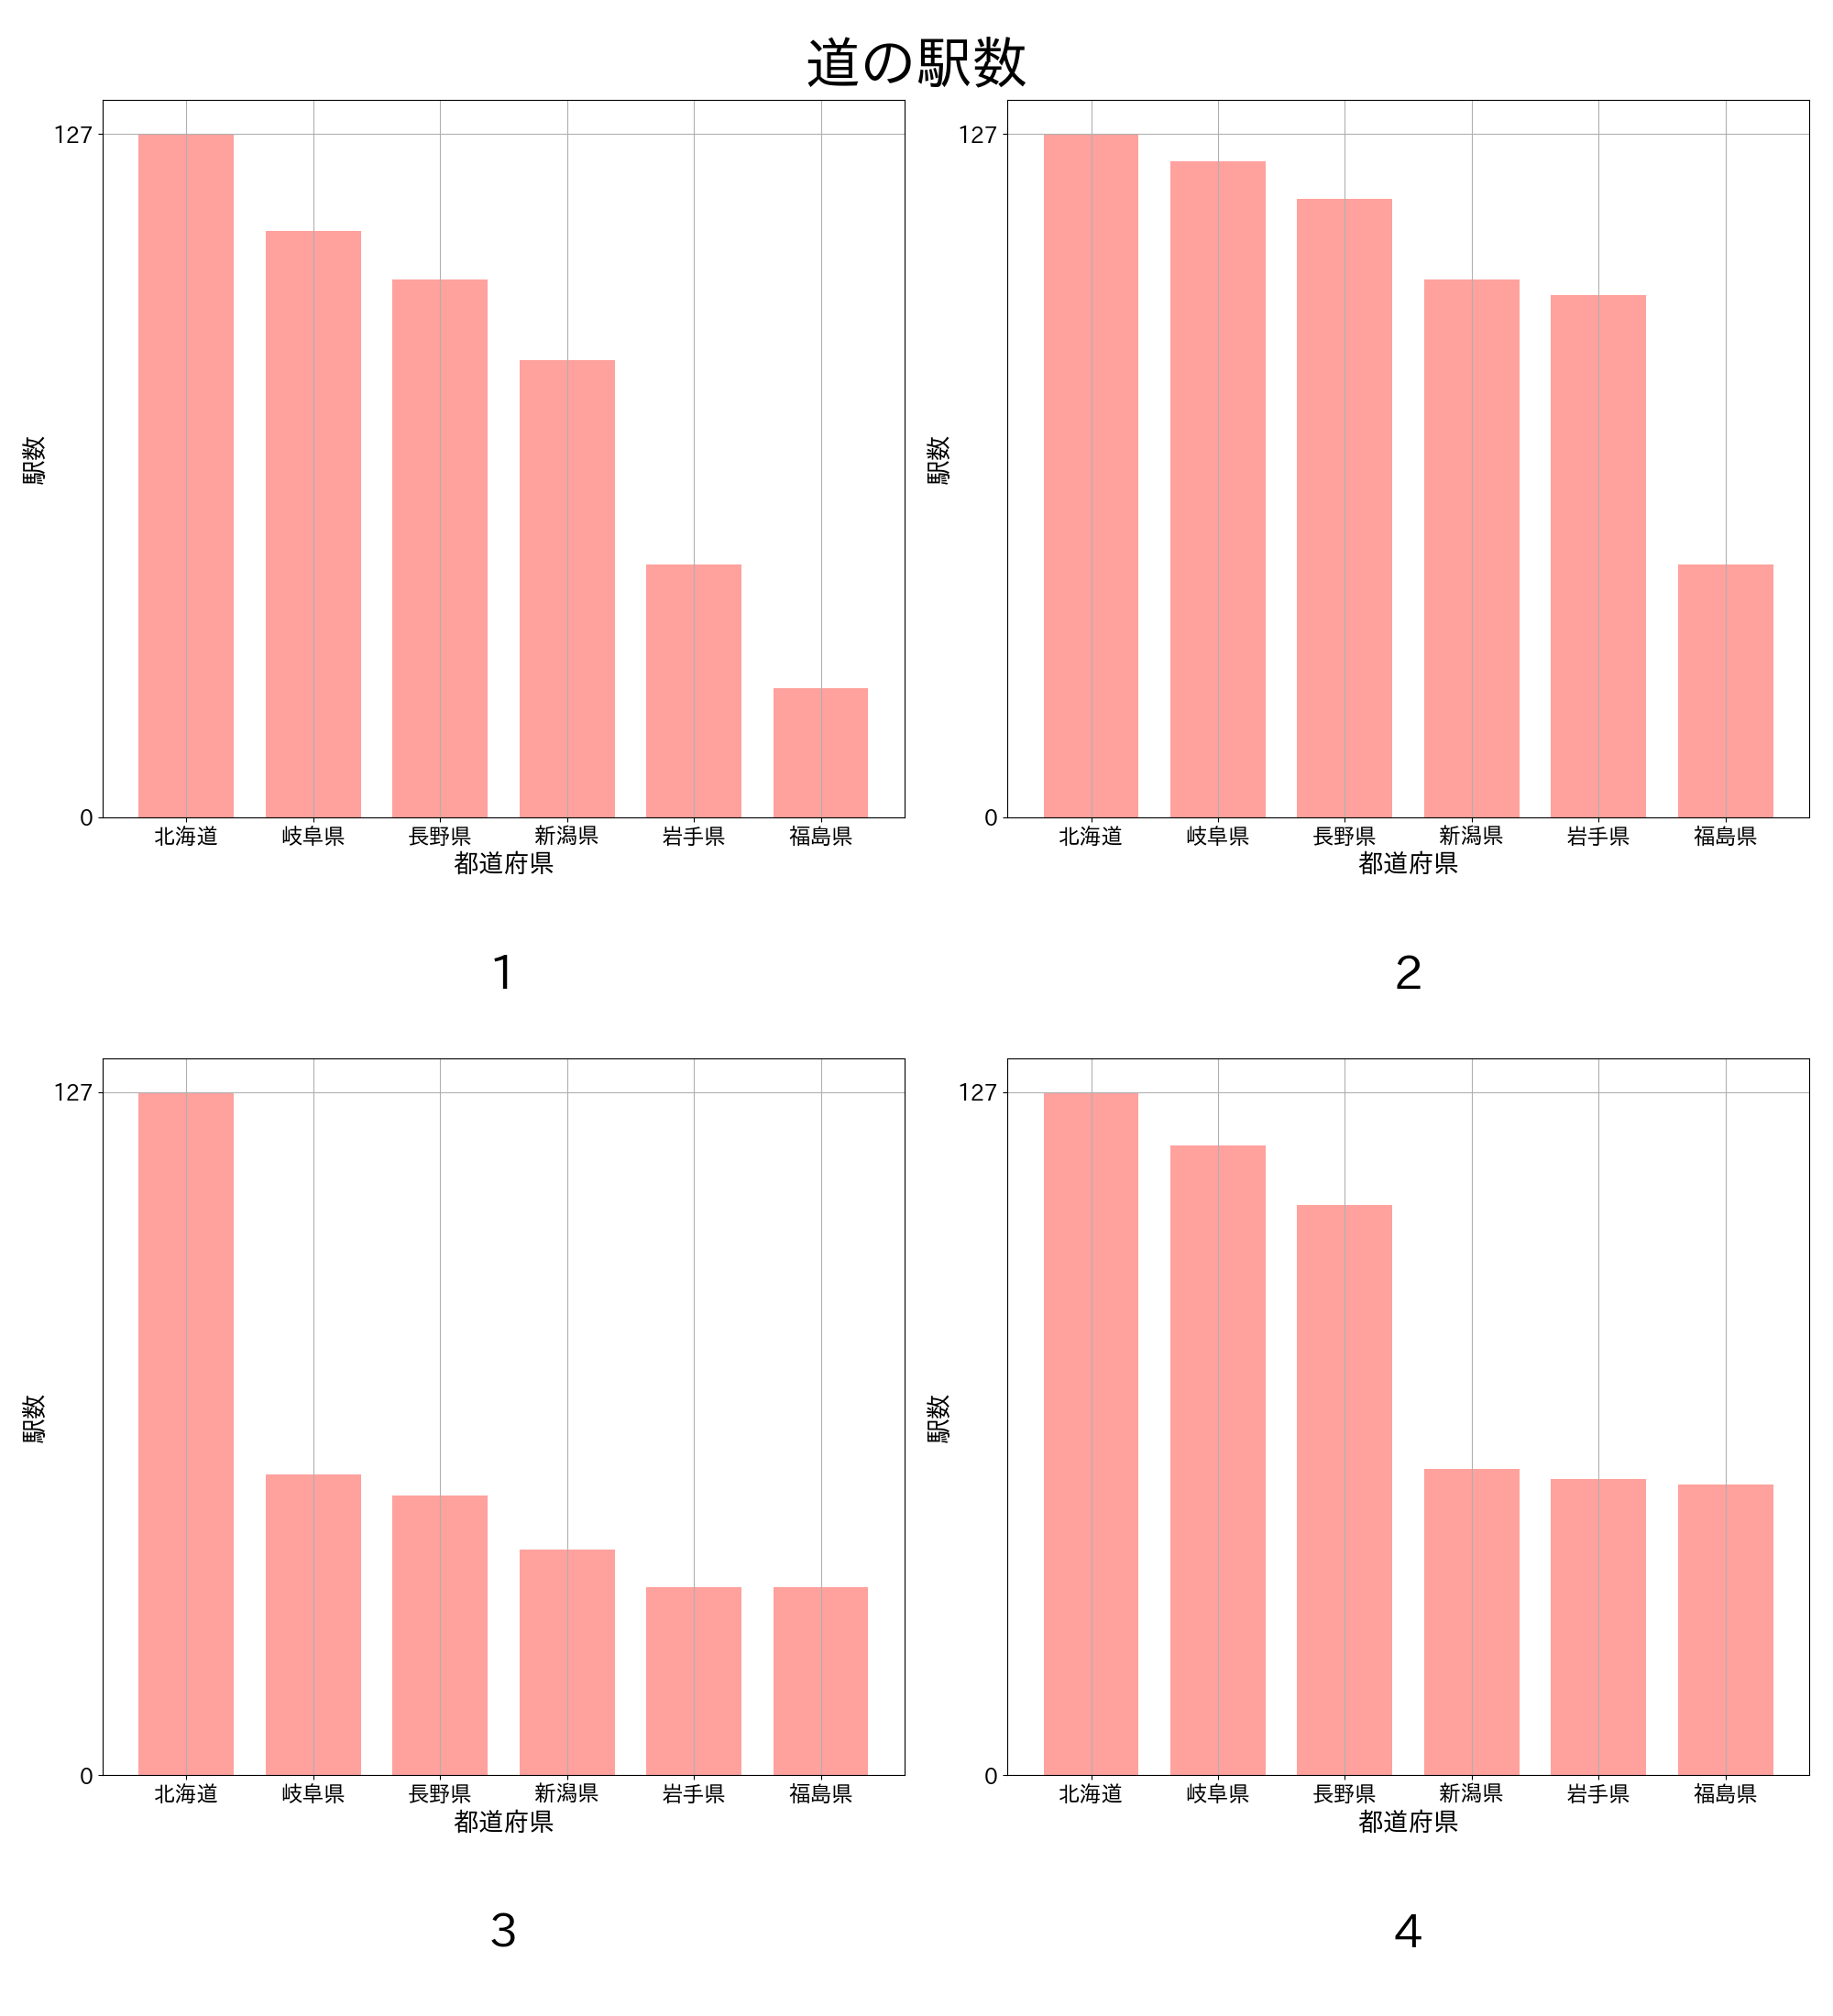 道の駅数
127
0
駅数
北海道 岐阜県 長野県 新潟県 岩手県 福島県
都道府県
1
127
0
駅数
北海道 岐阜県 長野県 新潟県 岩手県 福島県
都道府県
2
127
0
駅数
北海道 岐阜県 長野県 新潟県 岩手県 福島県
都道府県
3
127
0
駅数
北海道 岐阜県 長野県 新潟県 岩手県 福島県
都道府県
4